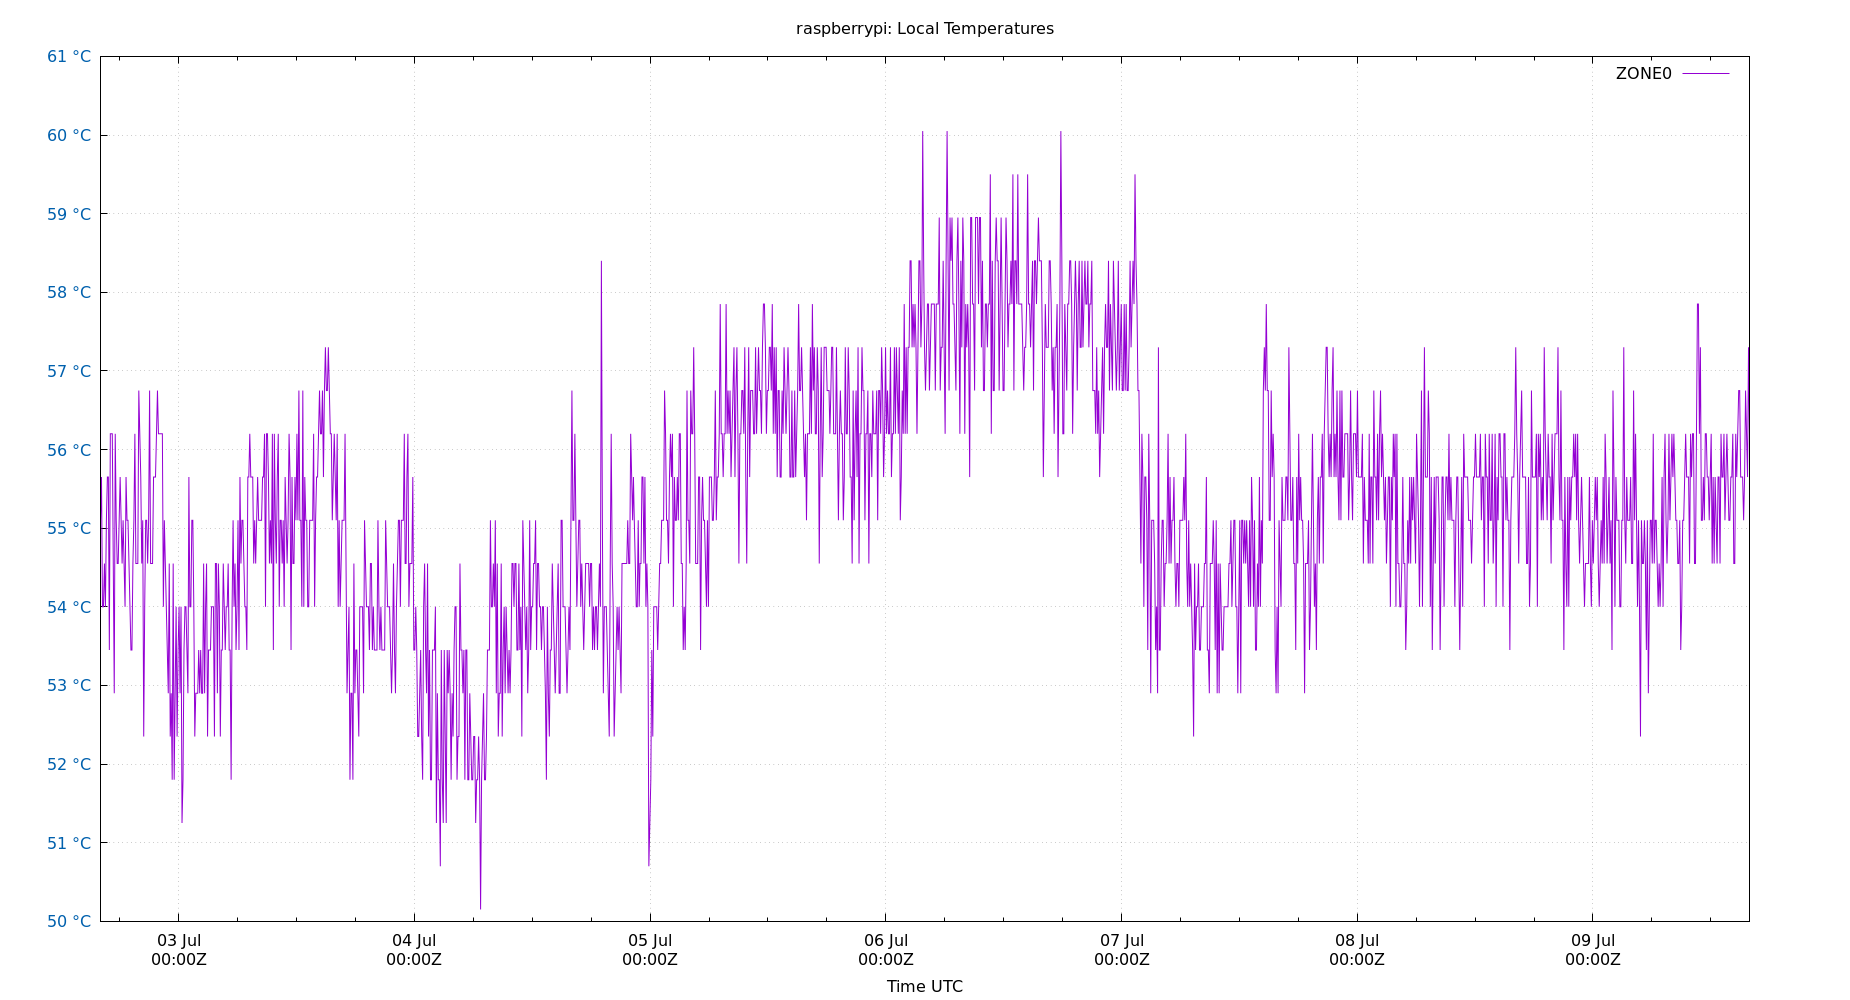 raspberrypi: Local Temperatures
61 °C
ZONE0
60 °C
59 °C
58 °C
57 °C
56 °C
55 °C
54 °C
53 °C
52 °C
51 °C
50 °C
03 Jul 04 Jul 05 Jul 06 Jul 07 Jul 08 Jul 09 Jul
00:00Z 00:00Z 00:00Z 00:00Z 00:00Z 00:00Z 00:00Z
Time UTC